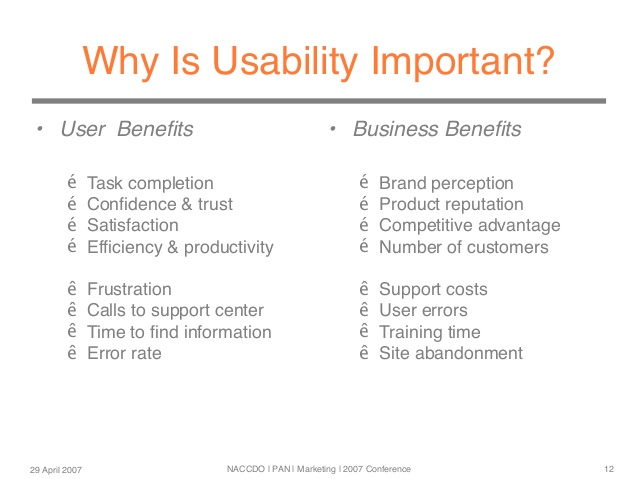 Why Is Usability Important?
• User Benefits
é Task completion
é Confidence & trust
é Satisfaction
é Efficiency & productivity
ê Frustration
ê Calls to support center
ê Time to find information
ê Error rate
• Business Benefits
é Brand perception
é Product reputation
é Competitive advantage
é Number of customers
ê Support costs
ê User errors
ê Training time
ê Site abandonment
29 April 2007
NACCDO | PAN | Marketing | 2007 Conference
12